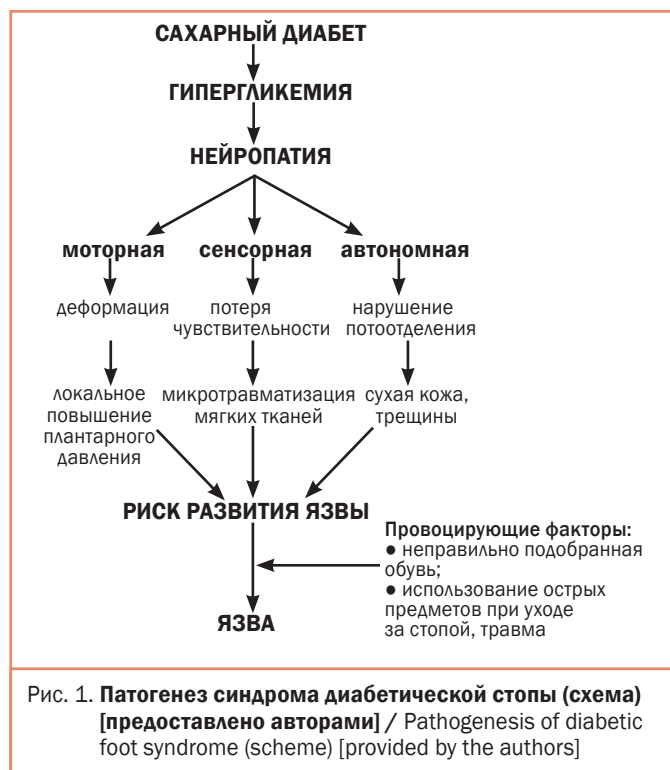 САХАРНЫЙ ДИАБЕТ
ГИПЕРГЛИКЕМИЯ
НЕЙРОПАТИЯ
моторная сенсорная автономная
деформация
потеря
чувствительности
нарушение
потоотделения
локальное
повышение
плантарного
давления
микротравматизация
мягких тканей
сухая кожа,
трещины
РИСК РАЗВИТИЯ ЯЗВЫ
Провоцирующие факторы:
● неправильно подобранная
обувь;
● использование острых
предметов при уходе
за стопой, травма
ЯЗВА
Рис. 1. Патогенез синдрома диабетической стопы (схема)
[предоставлено авторами] / Pathogenesis of diabetic
foot syndrome (scheme) [provided by the authors]